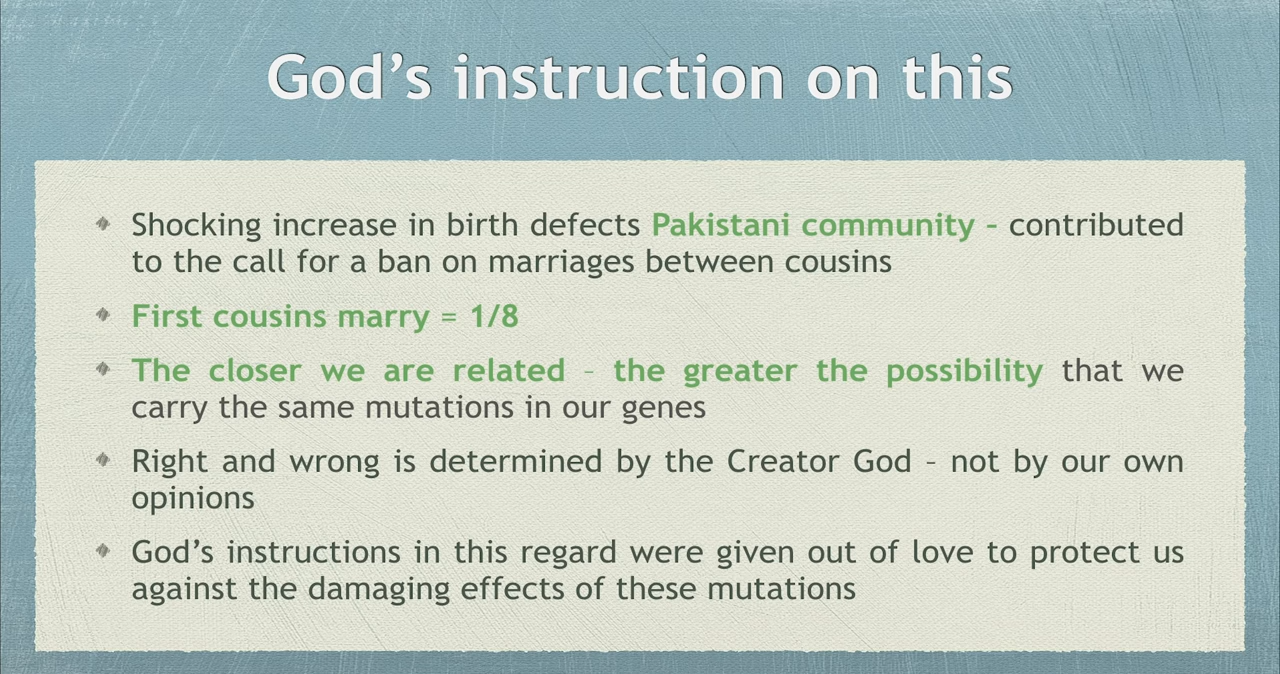 God’s instruction on this
Shocking increase in birth defects Pakistani community – contributed
to the call for a ban on marriages between cousins
First cousins marry = 1/8
The closer we are related – the greater the possibility that we
carry the same mutations in our genes
Right and wrong is determined by the Creator God – not by our own
opinions
God’s instructions in this regard were given out of love to protect us
against the damaging effects of these mutations